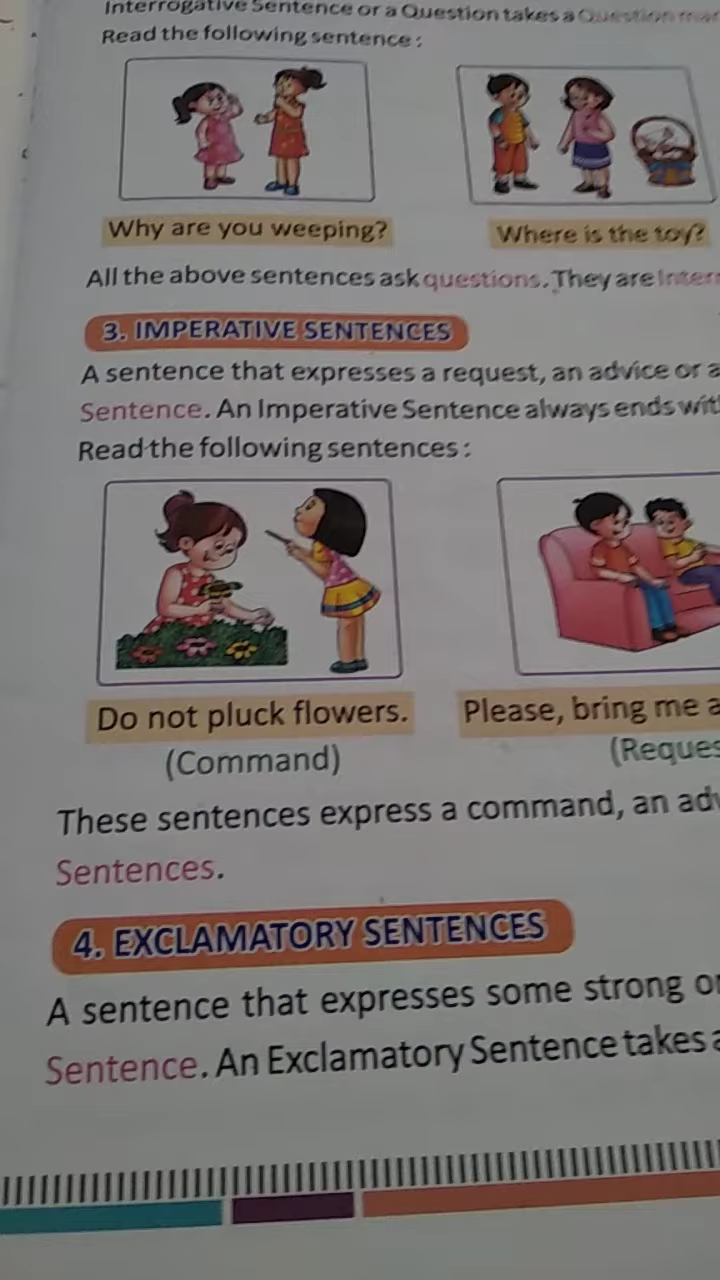 Interrogative Sentence or a Question takes a Question
Read the following sentence :
Why are you weeping?
Where is the toy?
All the above sentences ask questions. They are
3. IMPERATIVE SENTENCES
A sentence that expresses a request, an advice or a
Sentence. An Imperative Sentence always ends
Read the following sentences :
Do not pluck flowers.
Please, bring me a
(Command)
These sentences express a command, an
Sentences.
4. EXCLAMATORY SENTENCES
A sentence that expresses some strong
Sentence. An Exclamatory Sentence takes a